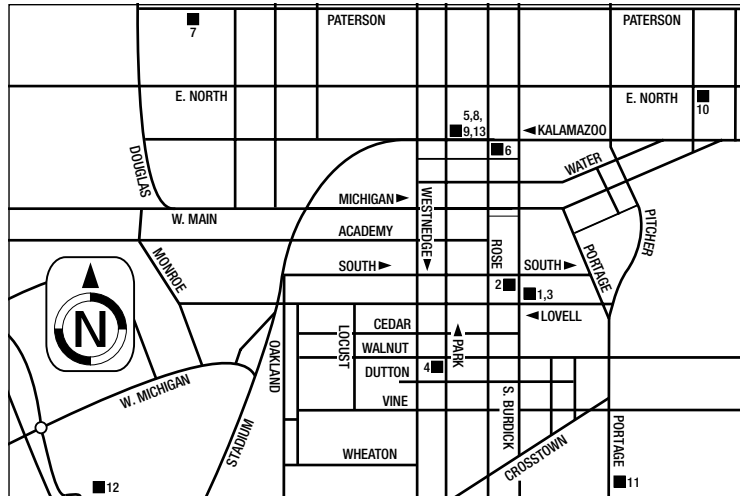 PATERSON
PATERSON
7
E. NORTH
E. NORTH
10
5,8,
9,13
◄KALAMAZOO
6
DOUGLAS
WATER
MICHIGAN►
W. MAIN
WESTNEDGE▼
PITCHER
ACADEMY
ROSE
MONROE
SOUTH►
SOUTH►
PORTAGE
2
1,3
N
◄LOVELL
CEDAR
LOCUST
▲PARK
WALNUT
OAKLAND
4
DUTTON
W. MICHIGAN
VINE
S. BURDICK
STADIUM
CROSSTOWN
PORTAGE
WHEATON
12
11